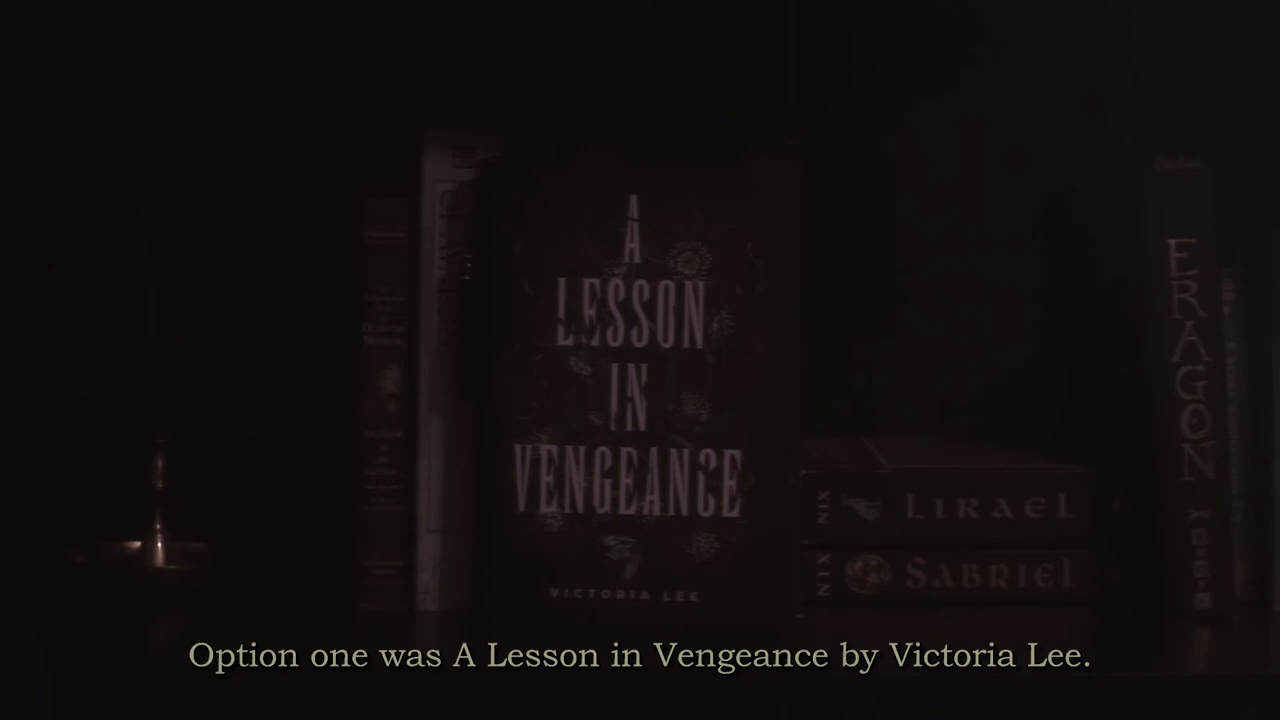 A
LESSON
IN
VENGEANCE
VICTORIA LEE
NIX LIRAEL
NIX SABRIEL
ERAGON
Option one was A Lesson in Vengeance by Victoria Lee.